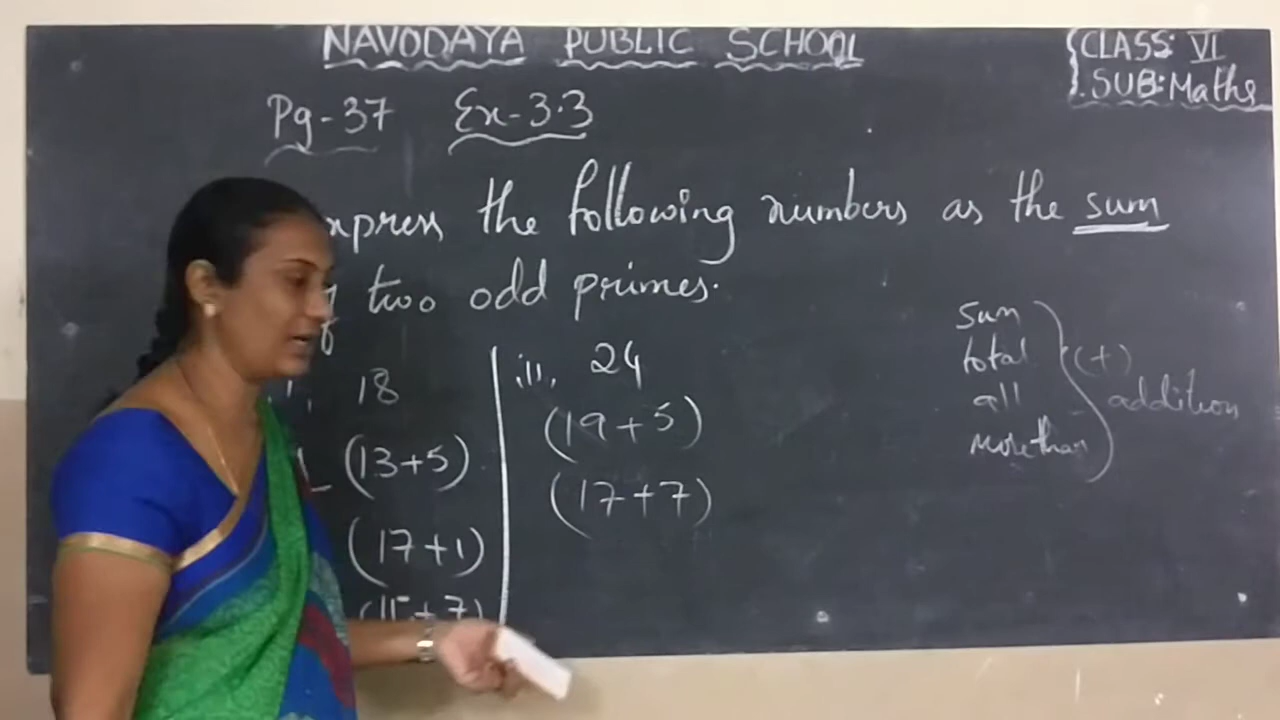 NAVODAYA PUBLIC SCHOOL
CLASS: VI
SUB: Maths
Pg-37 Ex-3.3
xpress the following numbers as the sum
two odd primes.
18
(13+5)
(17+1)
ii, 24
(19+5)
(17+7)
sum
total
all
more than
(+)
addition